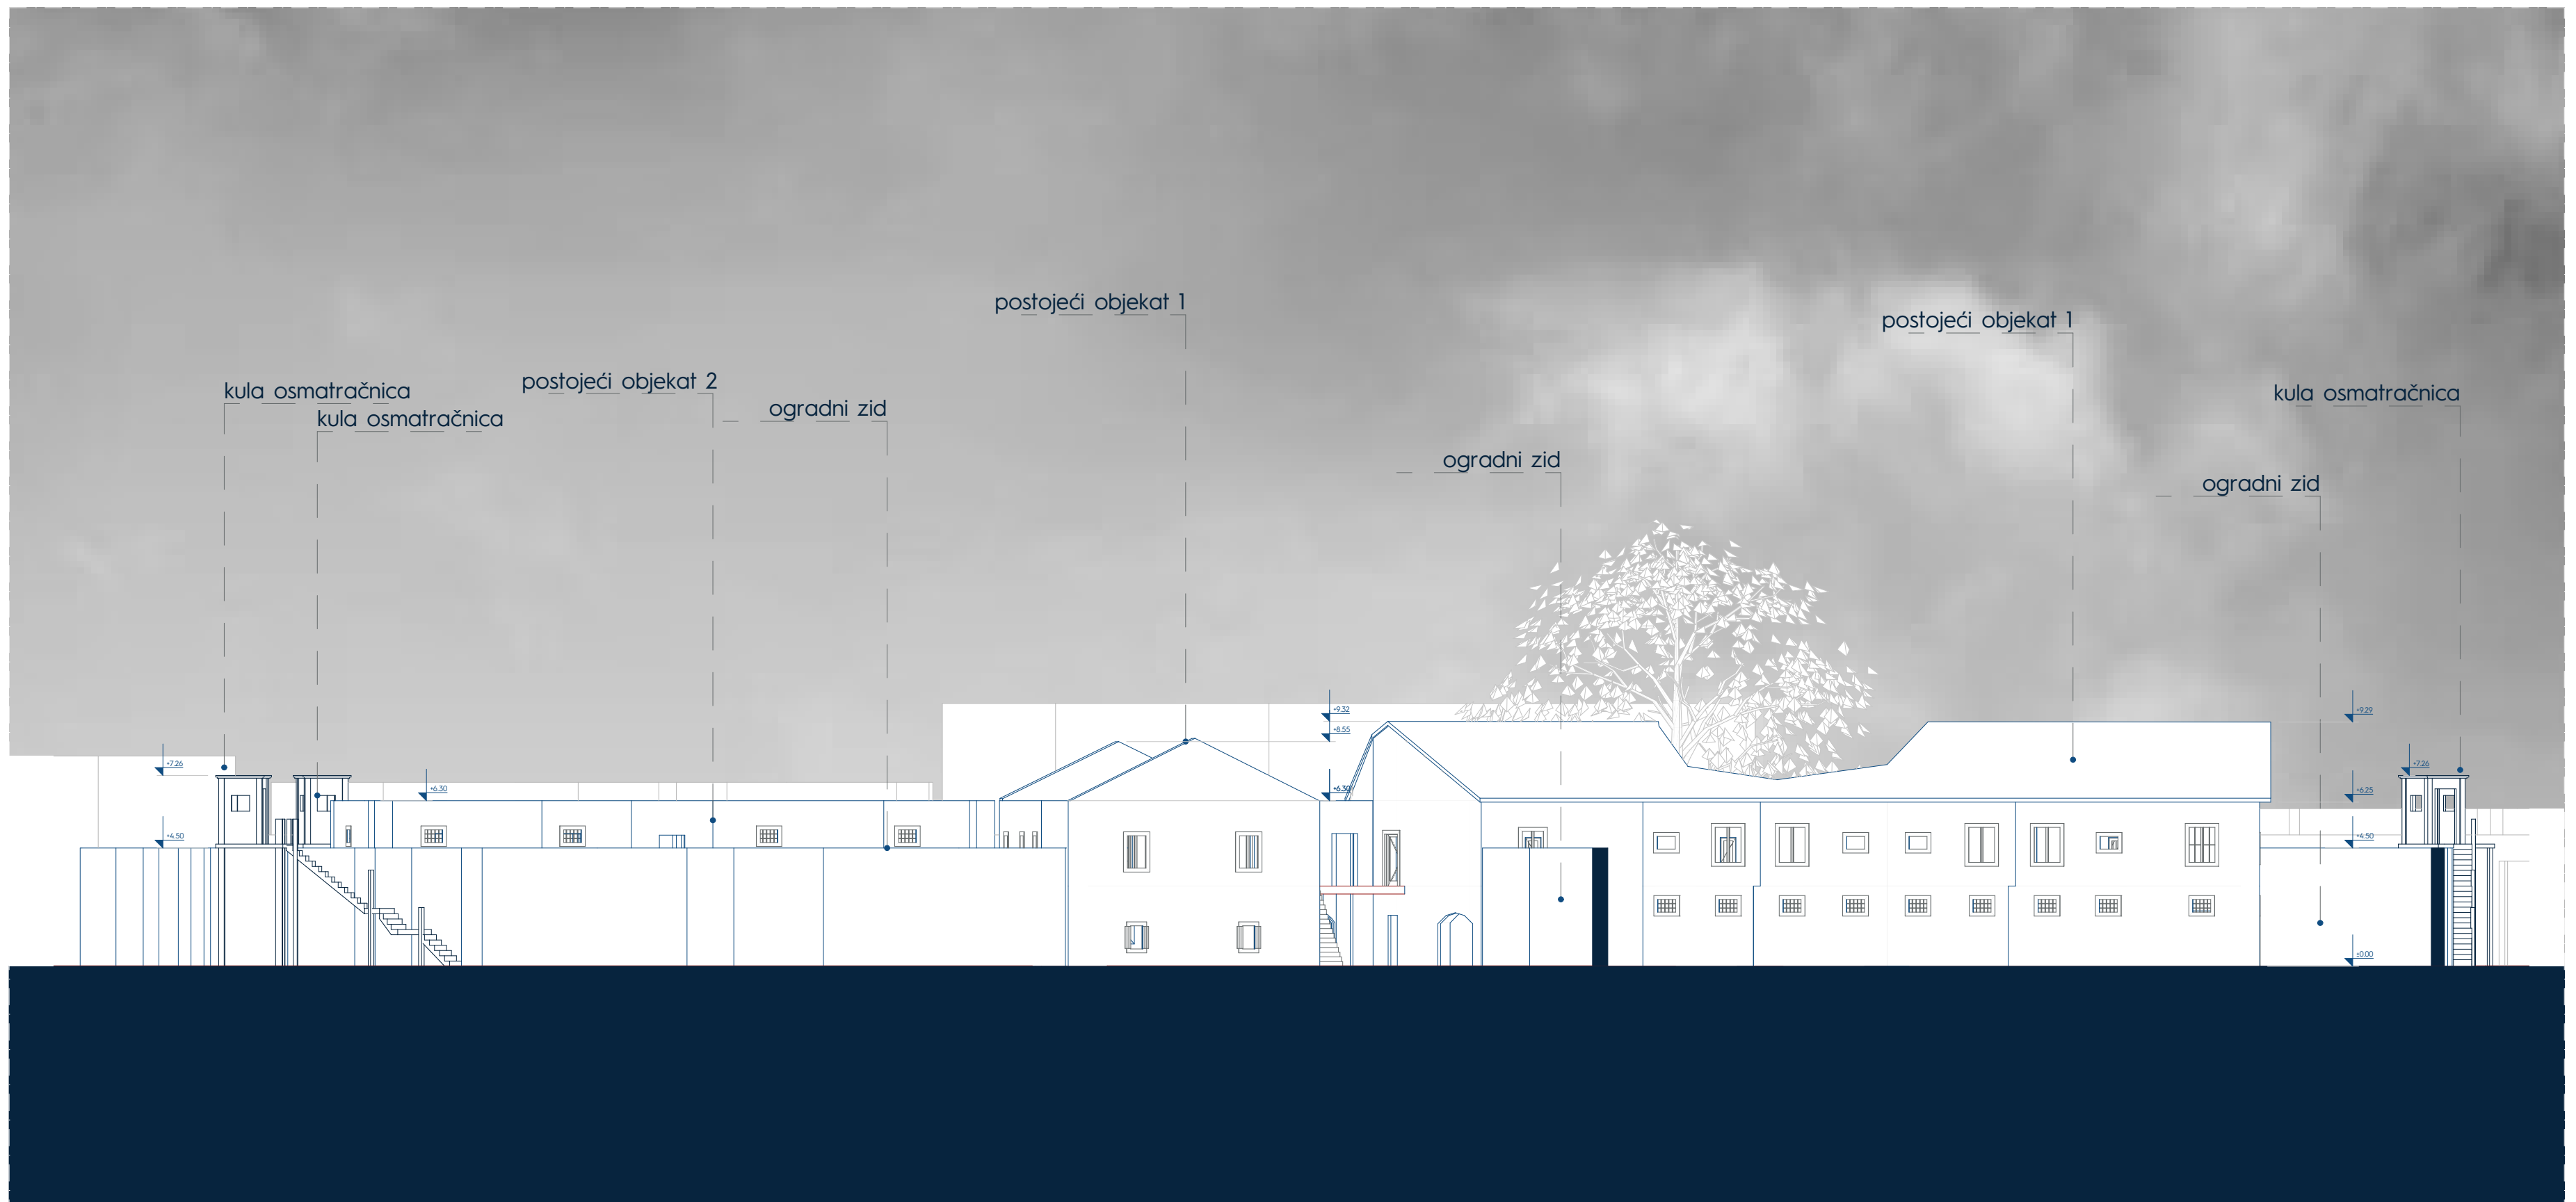 postojeći objekat 1
postojeći objekat 1
postojeći objekat 2
kula osmatračnica
kula osmatračnica
ogradni zid
kula osmatračnica
ogradni zid
ogradni zid
+9.32
+9.29
+8.55
+7.26
+7.26
+6.30
+6.30
+6.25
+4.50
+4.50
±0.00